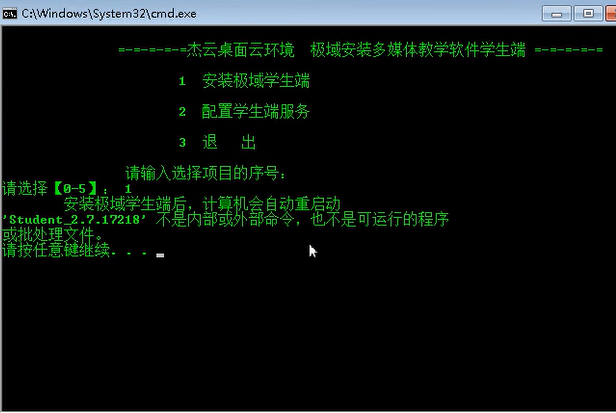 C:\Windows\System32\cmd.exe
=-=-=-=-=杰云桌面云环境 极域安装多媒体教学软件学生端 =-=-=-=-=
1 安装极域学生端
2 配置学生端服务
3 退 出
请输入选择项目的序号：
请选择【0-5】： 1
安装极域学生端后，计算机会自动重启动
'Student_2.7.17218' 不是内部或外部命令，也不是可运行的程序
或批处理文件。
请按任意键继续. . .